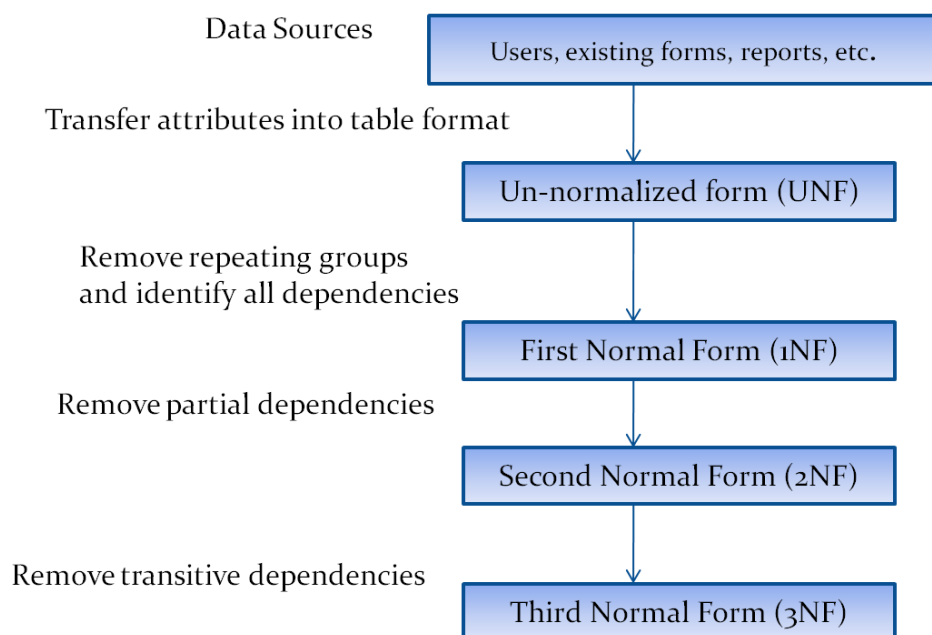 Data Sources
Users, existing forms, reports, etc.
Transfer attributes into table format
Un-normalized form (UNF)
Remove repeating groups
and identify all dependencies
First Normal Form (1NF)
Remove partial dependencies
Second Normal Form (2NF)
Remove transitive dependencies
Third Normal Form (3NF)